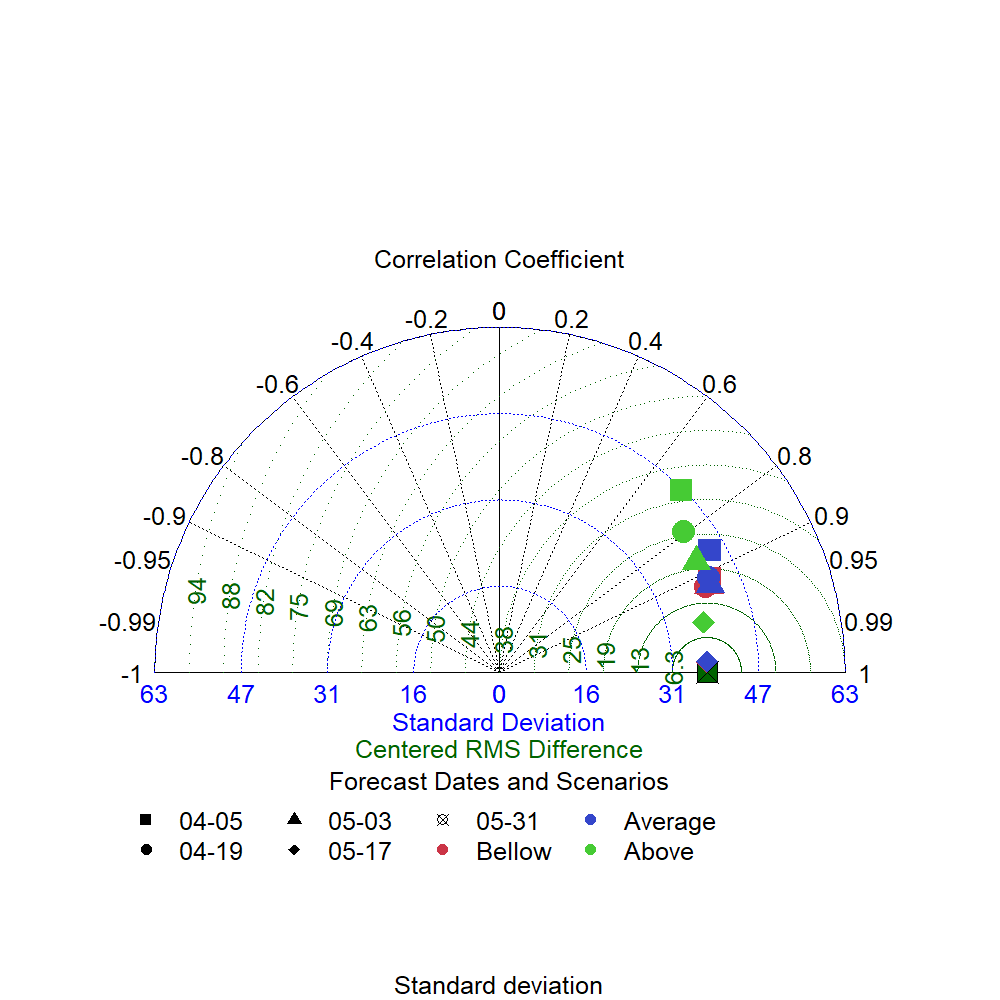 Correlation Coefficient
0
-0.2 0.2
-0.4 0.4
-0.6 0.6
-0.8 0.8
-0.9 0.9
-0.95 0.95
-0.99 0.99
-1 1
94 88 82 75 69 63 56 50 44 38 31 25 19 13 6.3
63 47 31 16 0 16 31 47 63
Standard Deviation
Centered RMS Difference
Forecast Dates and Scenarios
04-05 05-03 05-31 Average
04-19 05-17 Bellow Above
Standard deviation